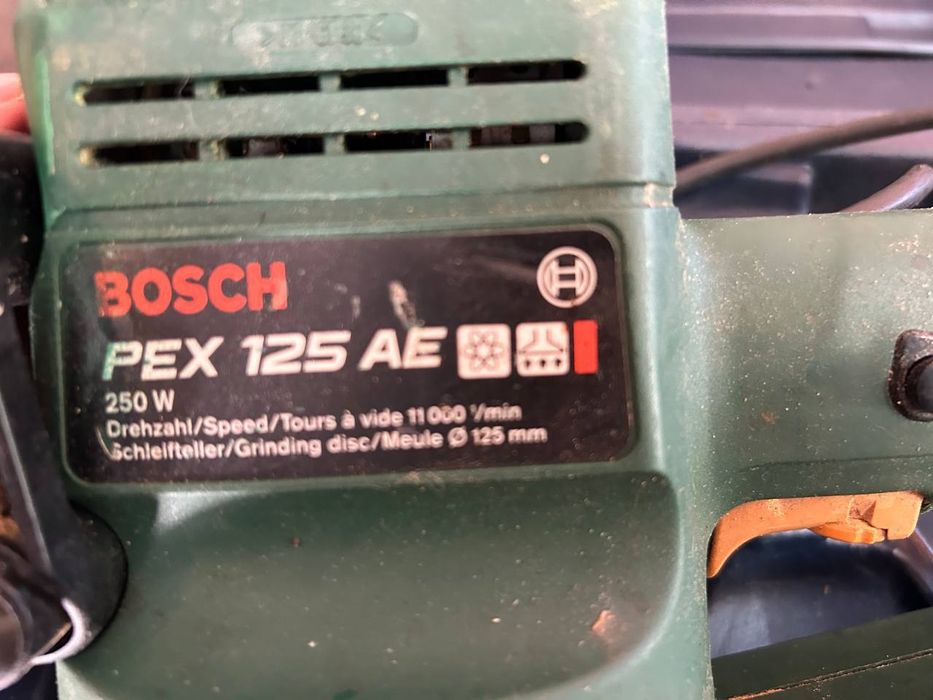 BOSCH
PEX 125 AE
250 W
Drehzahl/Speed/Tours à vide 11 000 1/min
Schleifteller/Grinding disc/Meule Ø 125 mm